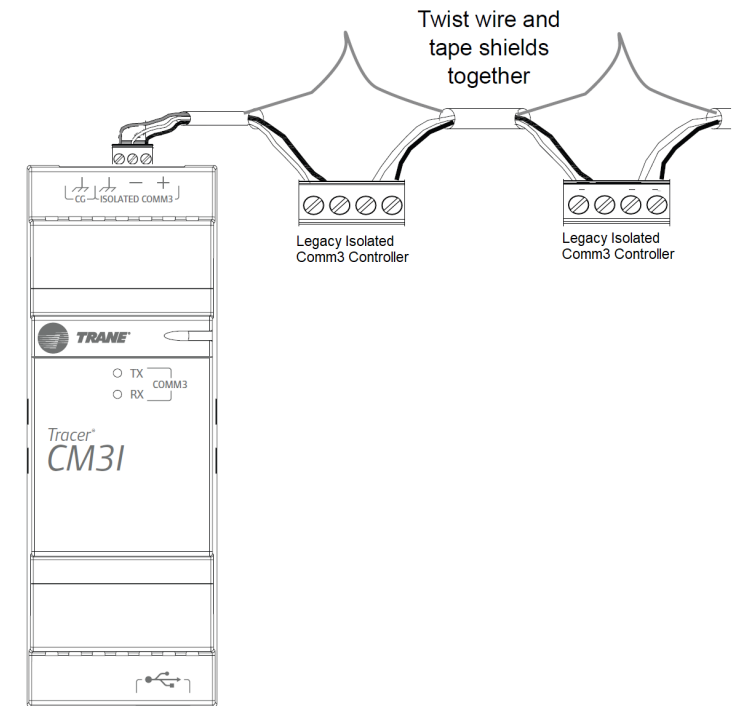 Twist wire and
tape shields
together
− +
CG ISOLATED COMM3
Legacy Isolated
Comm3 Controller
Legacy Isolated
Comm3 Controller
TRANE®
TX
COMM3
RX
Tracer®
CM3I